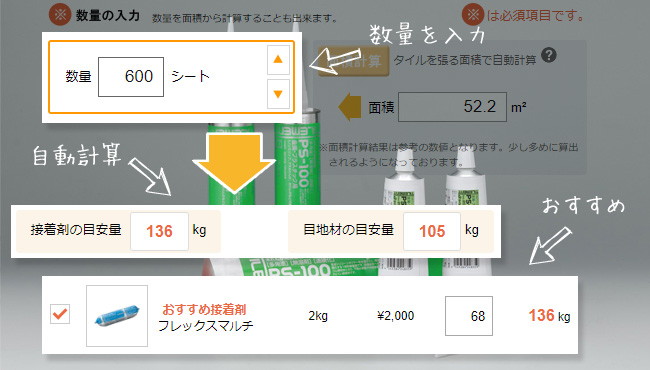 ※ 数量の入力 数量を面積から計算することも出来ます。
※は必須項目です。
数量を入力
数量 600 シート
計算 タイルを張る面積で自動計算 ?
面積 52.2 m²
※面積計算結果は参考の数値となります。少し多めに算出
されるようになっております。
PS-100
自動計算
おすすめ
接着剤の目安量 136 kg
目地材の目安量 105 kg
PS-100
おすすめ接着剤
フレックスマルチ
2kg ¥2,000 68 136 kg